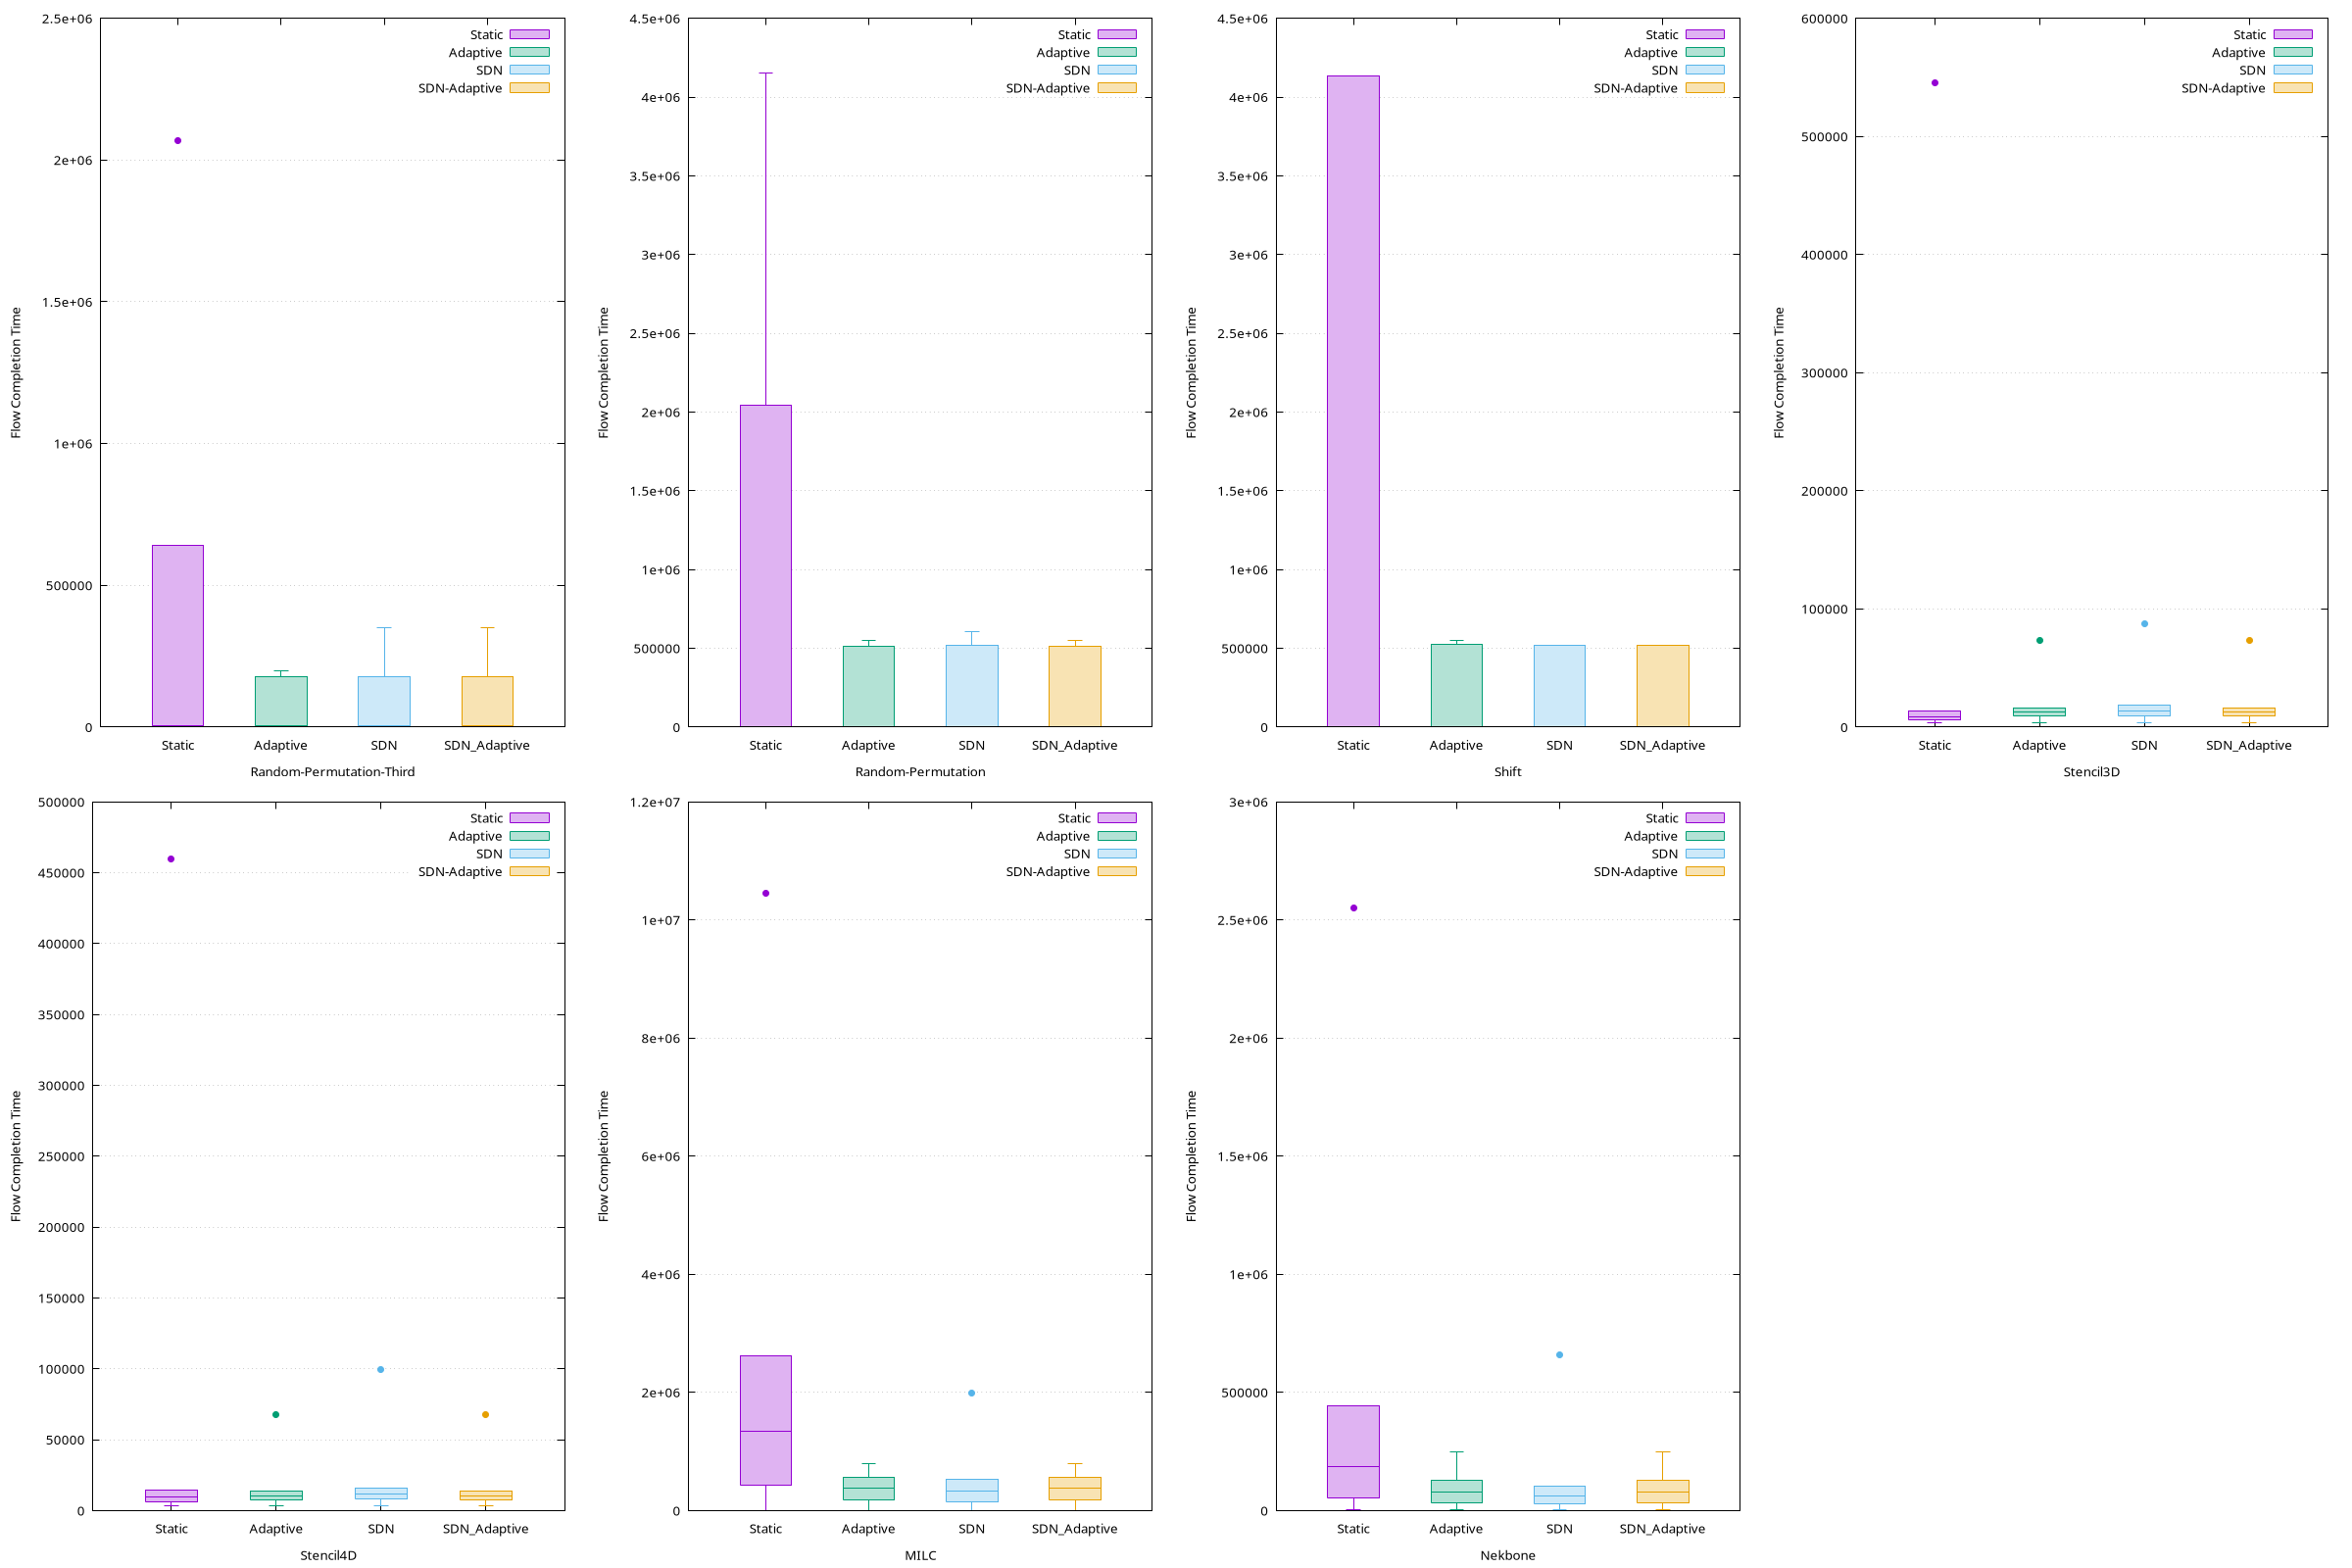 2.5e+06
2e+06
1.5e+06
1e+06
500000
0
Flow Completion Time
Static
Adaptive
SDN
SDN-Adaptive
Static Adaptive SDN SDN_Adaptive
Random-Permutation-Third
4.5e+06
4e+06
3.5e+06
3e+06
2.5e+06
2e+06
1.5e+06
1e+06
500000
0
Flow Completion Time
Static
Adaptive
SDN
SDN-Adaptive
Static Adaptive SDN SDN_Adaptive
Random-Permutation
4.5e+06
4e+06
3.5e+06
3e+06
2.5e+06
2e+06
1.5e+06
1e+06
500000
0
Flow Completion Time
Static
Adaptive
SDN
SDN-Adaptive
Static Adaptive SDN SDN_Adaptive
Shift
600000
500000
400000
300000
200000
100000
0
Flow Completion Time
Static
Adaptive
SDN
SDN-Adaptive
Static Adaptive SDN SDN_Adaptive
Stencil3D
500000
450000
400000
350000
300000
250000
200000
150000
100000
50000
0
Flow Completion Time
Static
Adaptive
SDN
SDN-Adaptive
Static Adaptive SDN SDN_Adaptive
Stencil4D
1.2e+07
1e+07
8e+06
6e+06
4e+06
2e+06
0
Flow Completion Time
Static
Adaptive
SDN
SDN-Adaptive
Static Adaptive SDN SDN_Adaptive
MILC
3e+06
2.5e+06
2e+06
1.5e+06
1e+06
500000
0
Flow Completion Time
Static
Adaptive
SDN
SDN-Adaptive
Static Adaptive SDN SDN_Adaptive
Nekbone